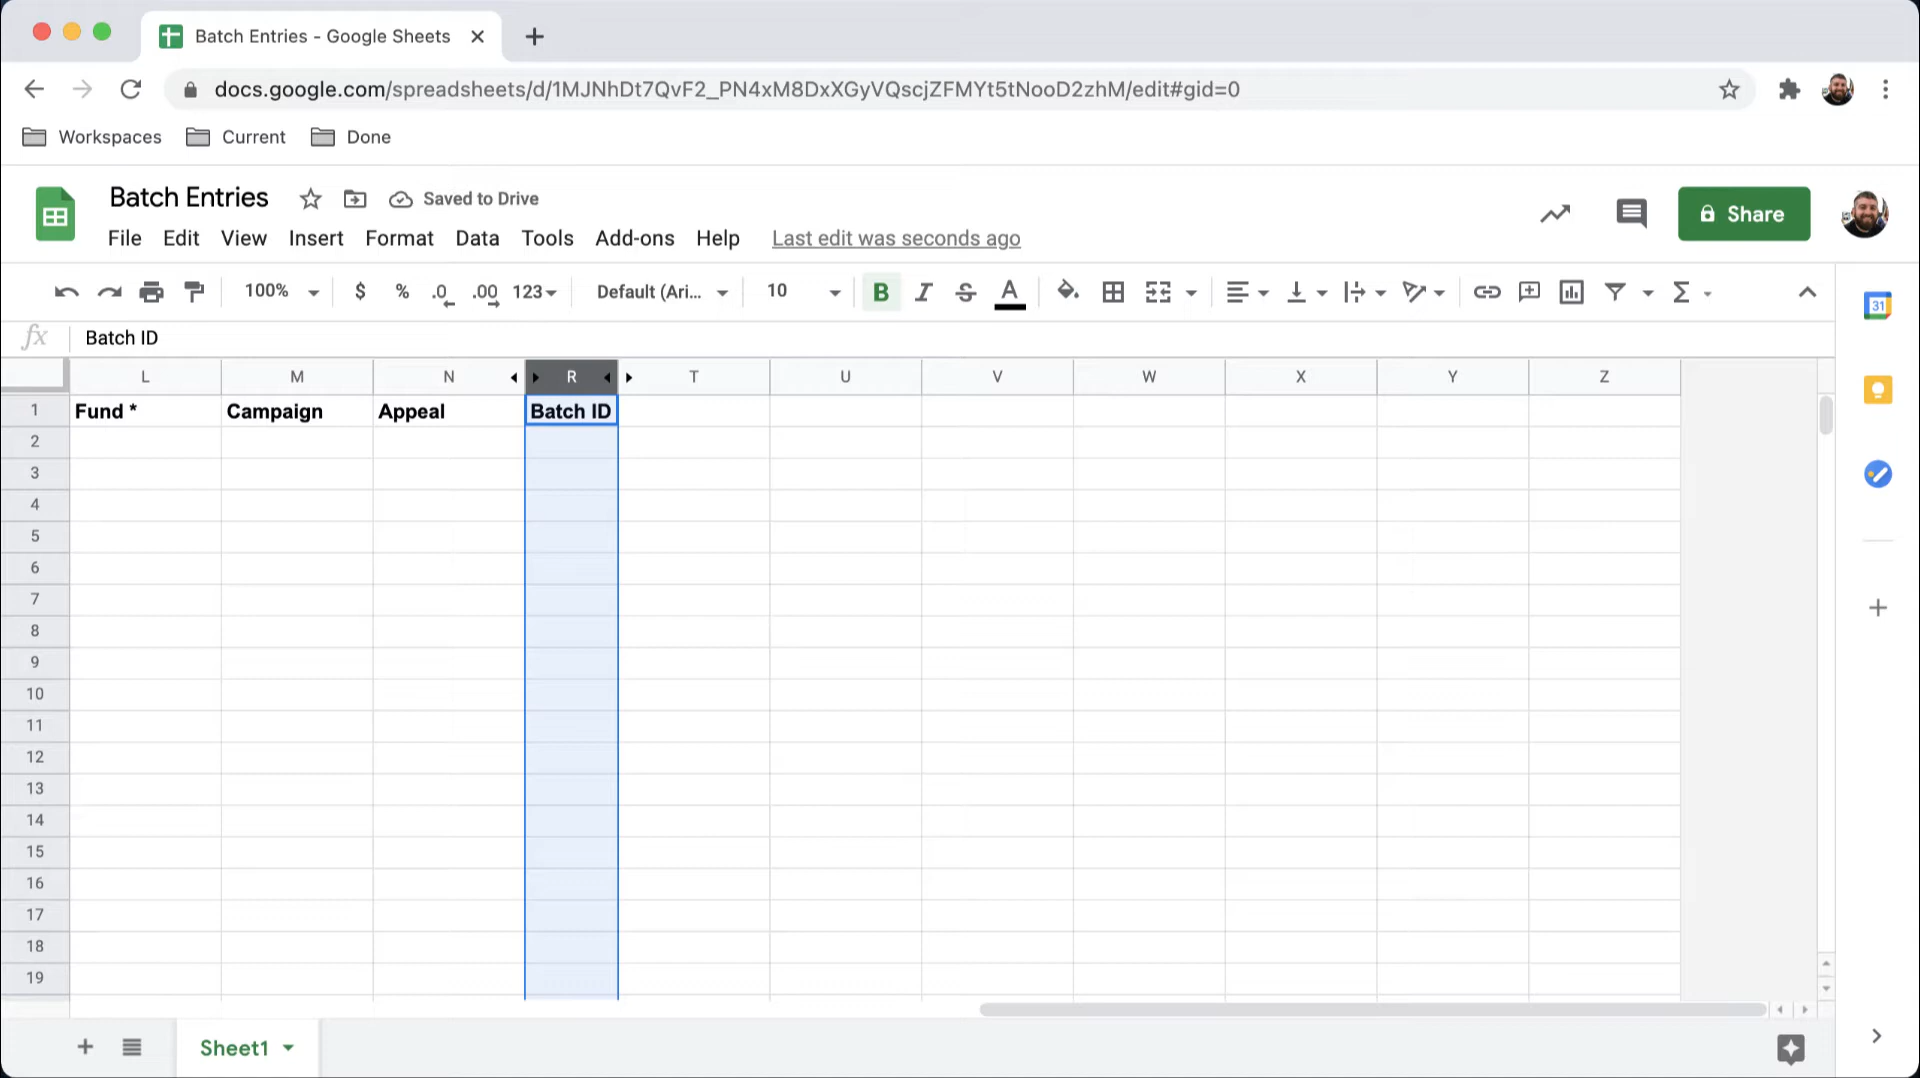 Batch Entries - Google Sheets
docs.google.com/spreadsheets/d/1MJNhDt7QvF2_PN4xM8DxXGyVQscjZFMYt5tNooD2zhM/edit#gid=0
Workspaces Current Done
Batch Entries Saved to Drive
Share
File Edit View Insert Format Data Tools Add-ons Help Last edit was seconds ago
100% $ % .0 .00 123 Default (Ari... 10 B I S A Σ
31
fx Batch ID
L M N R T U V W X Y Z
1 Fund * Campaign Appeal Batch ID
2
3
4
5
6
7
8
9
10
11
12
13
14
15
16
17
18
19
Sheet1